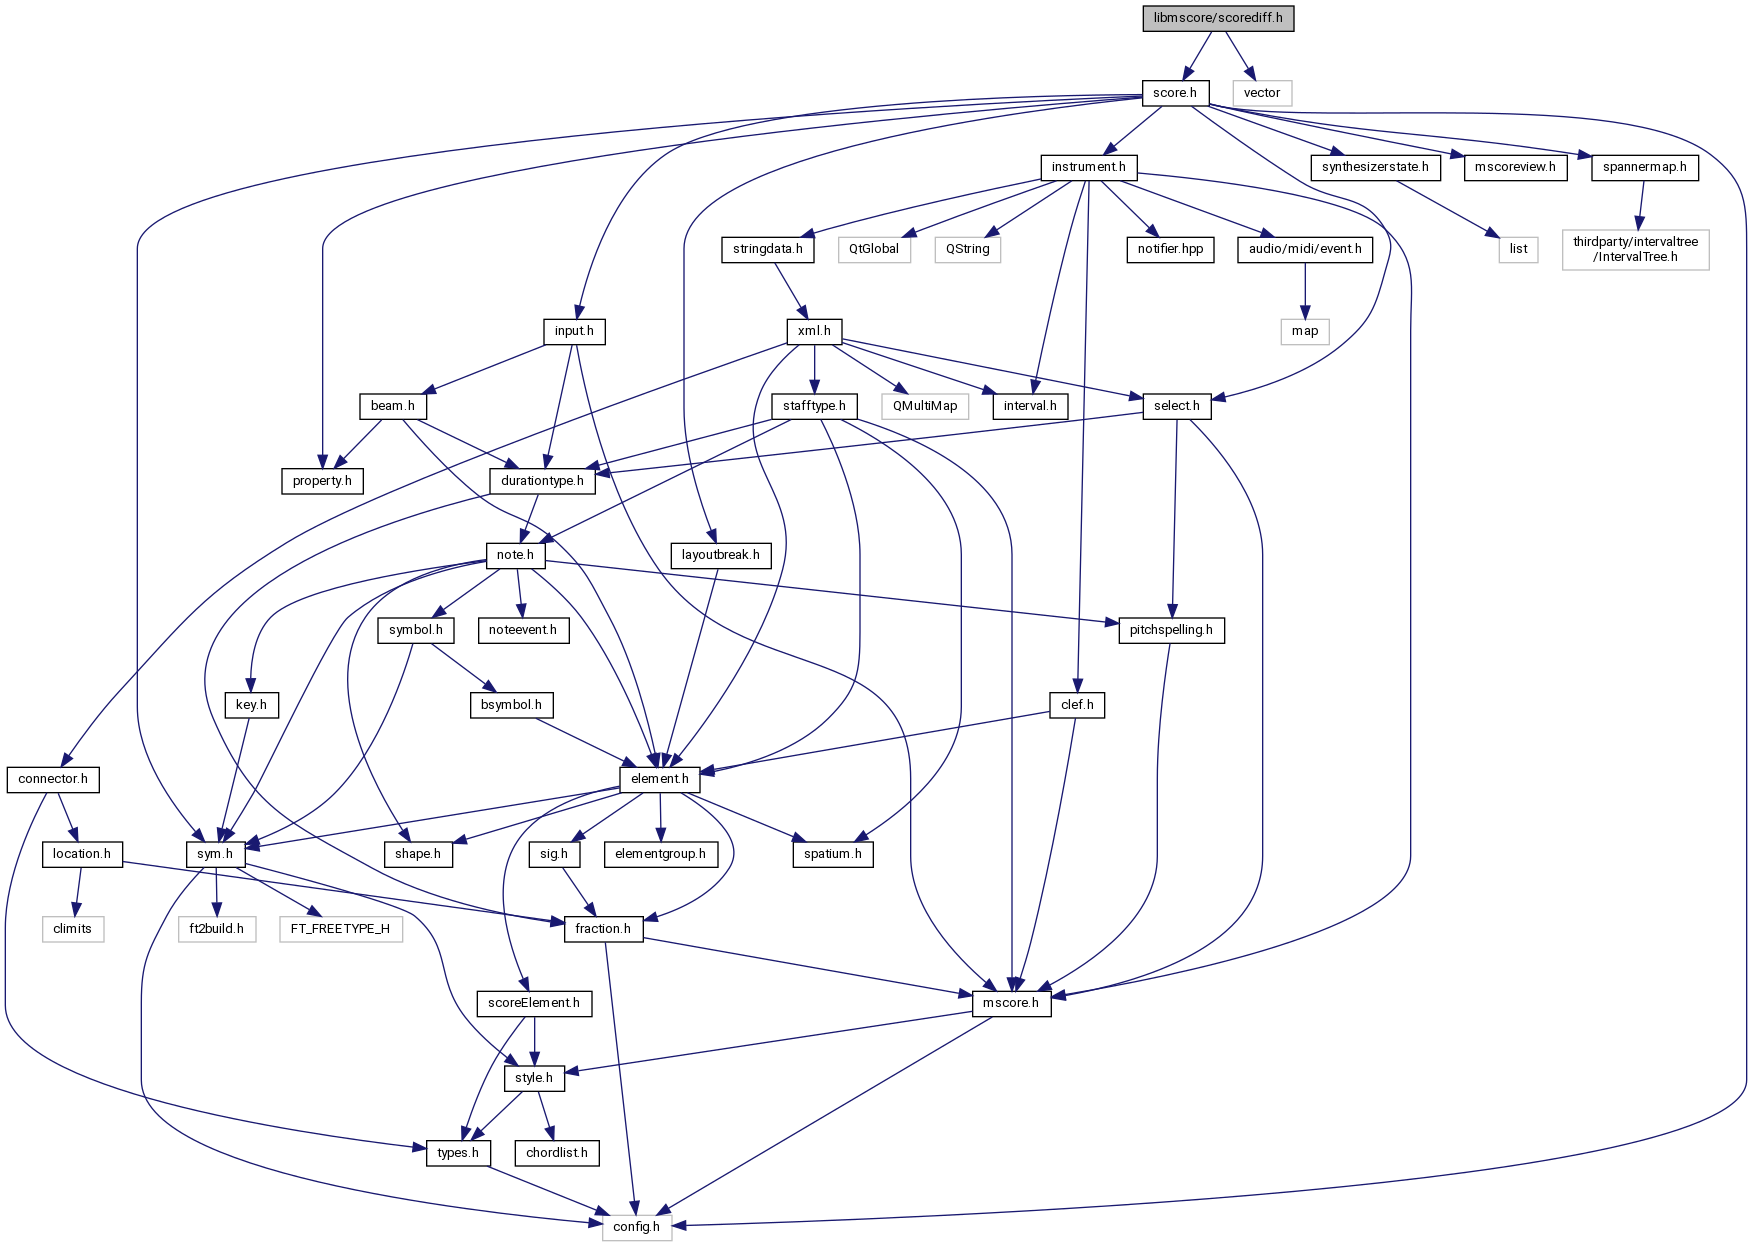 libmscore/scorediff.h
score.h
vector
instrument.h
synthesizerstate.h
mscoreview.h
spannermap.h
stringdata.h
QtGlobal
QString
notifier.hpp
audio/midi/event.h
list
thirdparty/intervaltree
/IntervalTree.h
input.h
xml.h
map
beam.h
stafftype.h
QMultiMap
interval.h
select.h
property.h
durationtype.h
note.h
layoutbreak.h
symbol.h
noteevent.h
pitchspelling.h
key.h
bsymbol.h
clef.h
connector.h
element.h
location.h
sym.h
shape.h
sig.h
elementgroup.h
spatium.h
climits
ft2build.h
FT_FREETYPE_H
fraction.h
scoreElement.h
mscore.h
style.h
types.h
chordlist.h
config.h